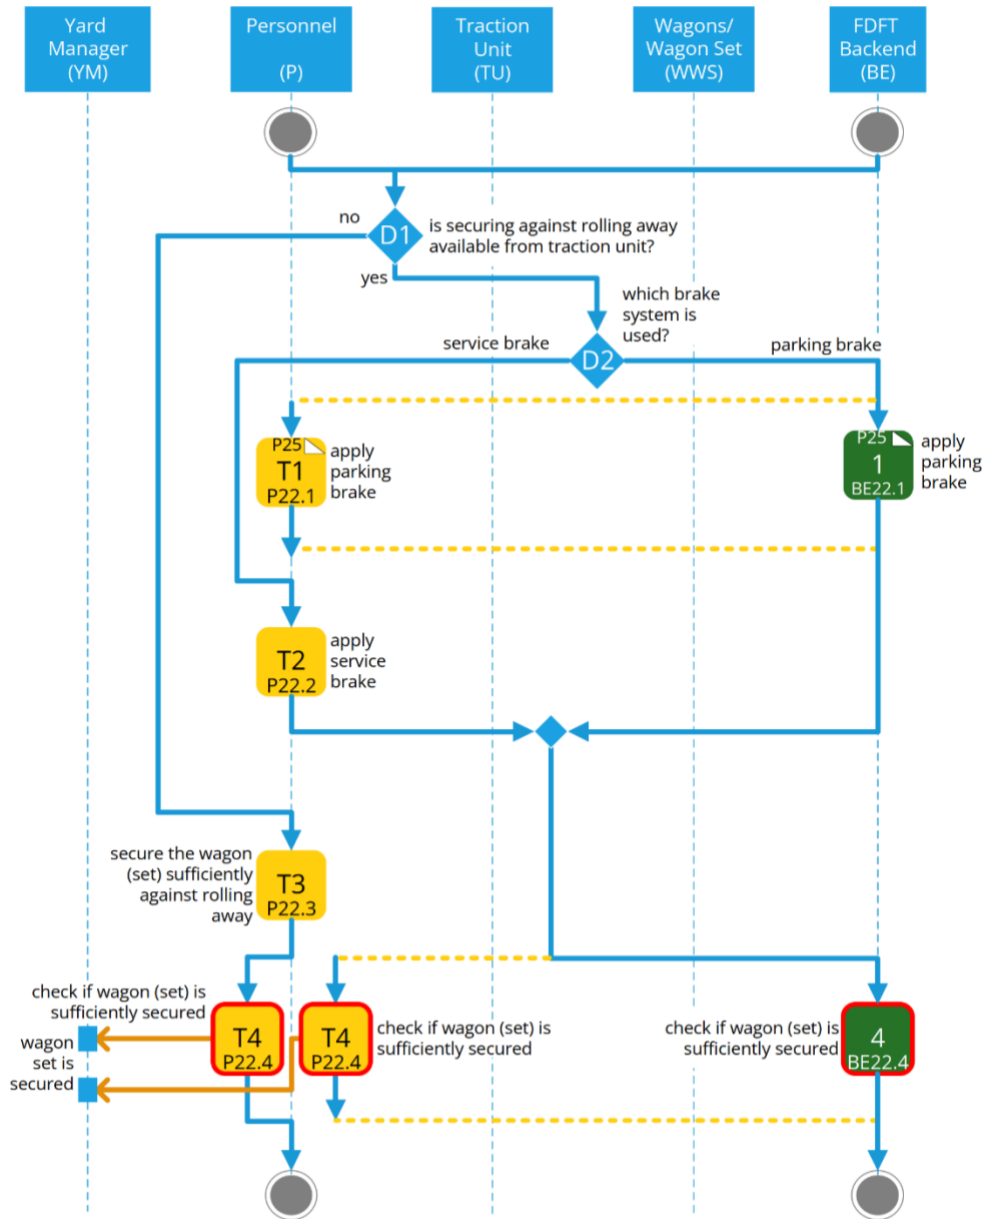 Yard
Manager
(YM)
Personnel
(P)
Traction
Unit
(TU)
Wagons/
Wagon Set
(WWS)
FDFT
Backend
(BE)
no
D1
is securing against rolling away
available from traction unit?
yes
which brake
system is
used?
service brake
D2
parking brake
P25
T1
P22.1
apply
parking
brake
P25
1
BE22.1
apply
parking
brake
T2
P22.2
apply
service
brake
secure the wagon
(set) sufficiently
against rolling
away
T3
P22.3
check if wagon (set) is
sufficiently secured
wagon
set is
secured
T4
P22.4
T4
P22.4
check if wagon (set) is
sufficiently secured
check if wagon (set) is
sufficiently secured
4
BE22.4